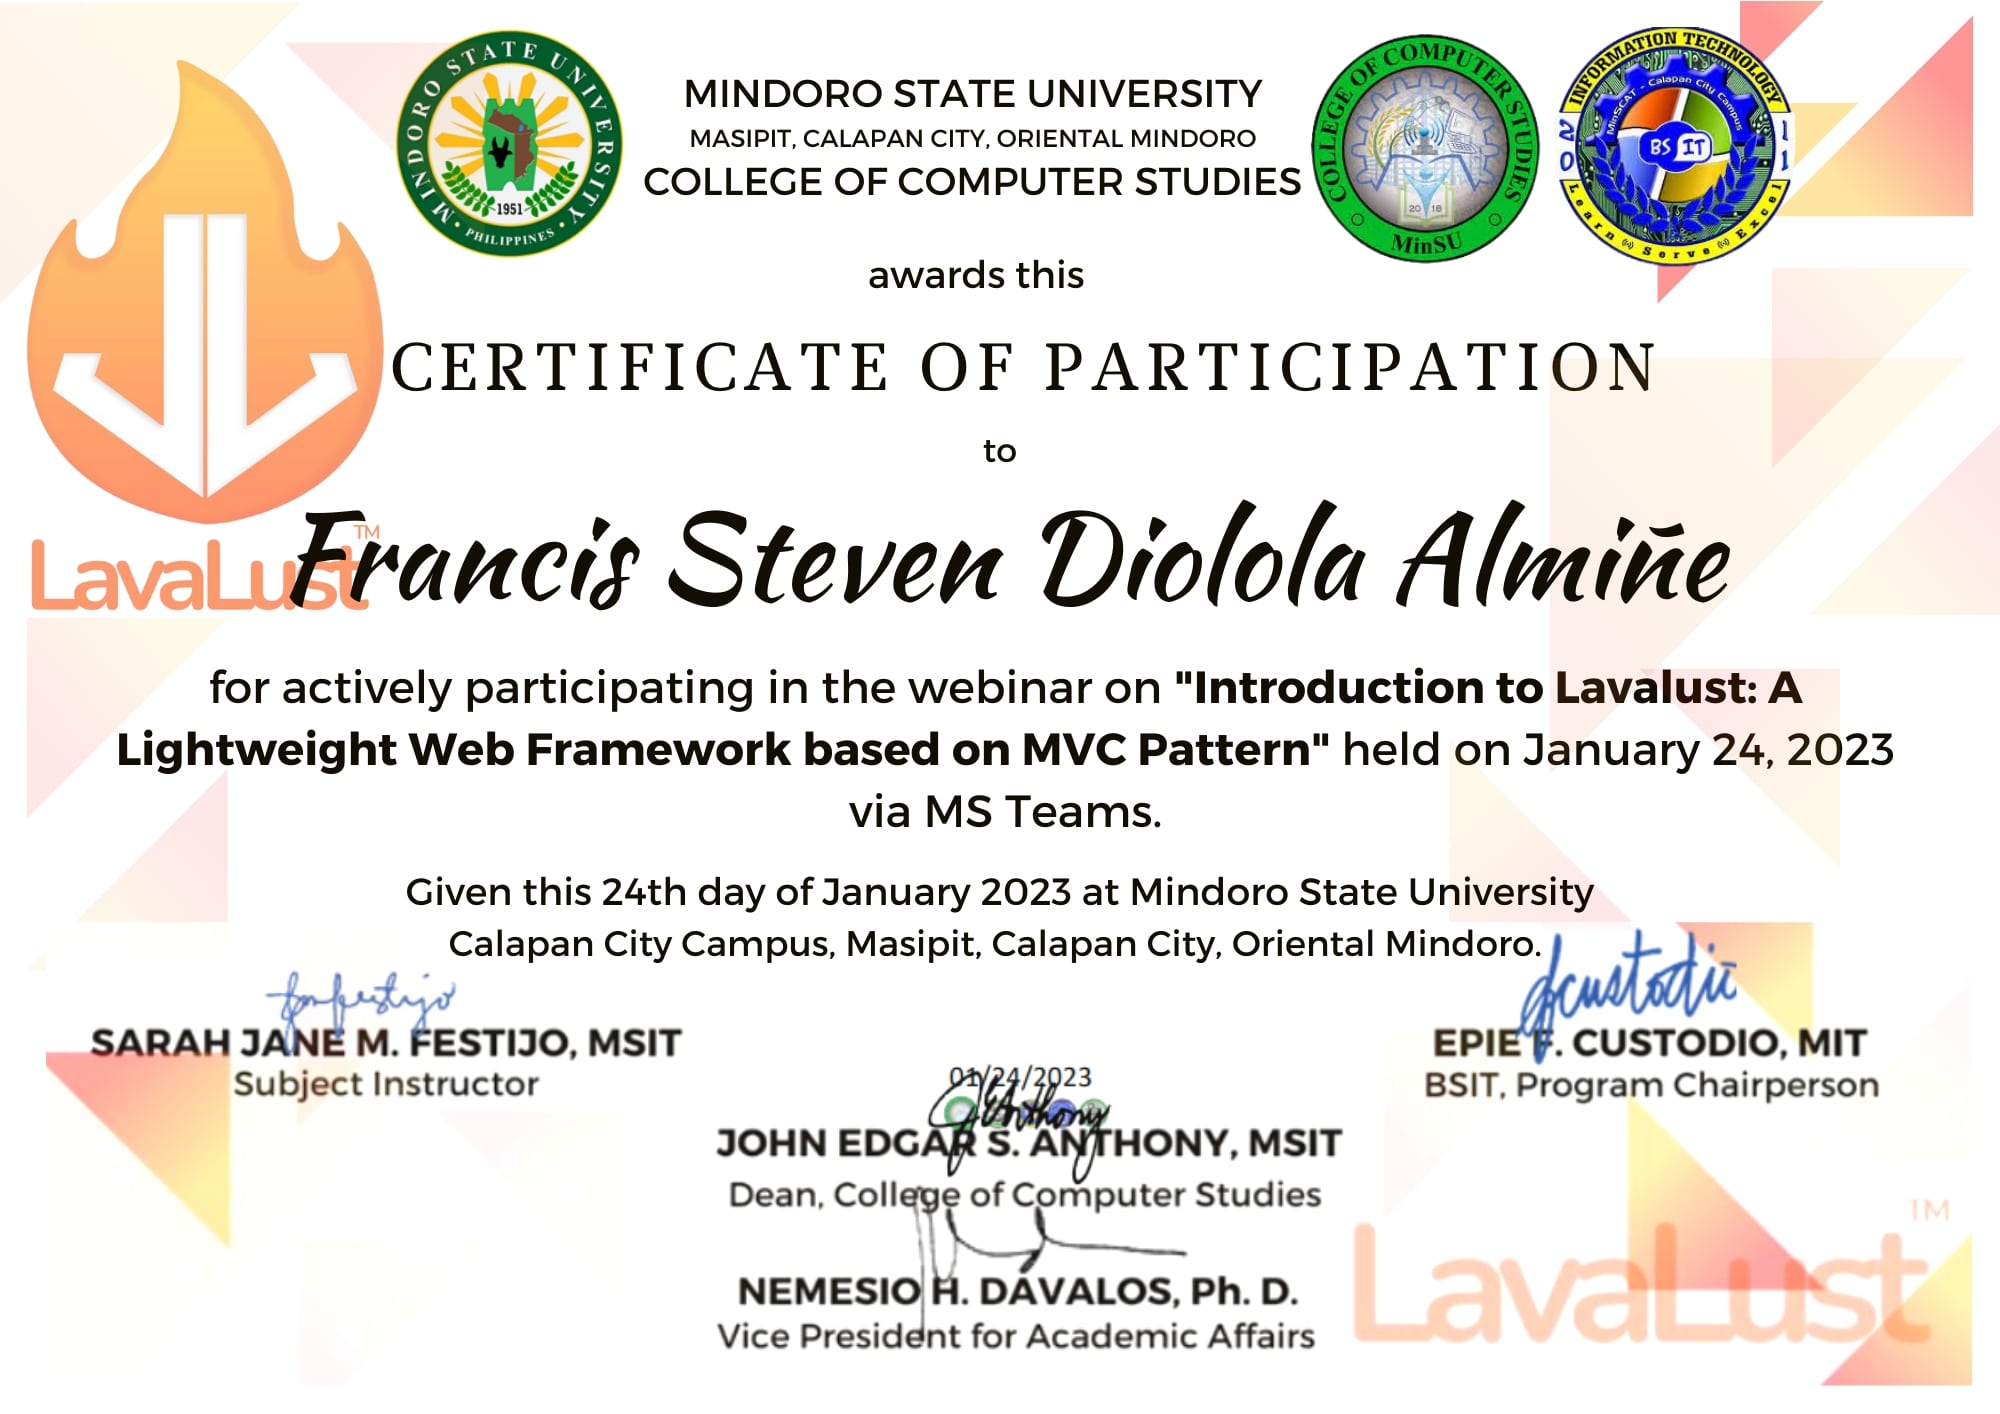 MINDORO STATE UNIVERSITY
PHILIPPINES
1951
MINDORO STATE UNIVERSITY
MASIPIT, CALAPAN CITY, ORIENTAL MINDORO
COLLEGE OF COMPUTER STUDIES
COLLEGE OF COMPUTER STUDIES
20 18
MinSU
INFORMATION TECHNOLOGY
MinSCAT - Calapan City Campus
BS IT
20 11
Learn Serve Excel
awards this
CERTIFICATE OF PARTICIPATION
to
LavaLust™
Francis Steven Diolola Almiñe
for actively participating in the webinar on "Introduction to Lavalust: A
Lightweight Web Framework based on MVC Pattern" held on January 24, 2023
via MS Teams.
Given this 24th day of January 2023 at Mindoro State University
Calapan City Campus, Masipit, Calapan City, Oriental Mindoro.
SARAH JANE M. FESTIJO, MSIT
Subject Instructor
EPIE F. CUSTODIO, MIT
BSIT, Program Chairperson
01/24/2023
JOHN EDGAR S. ANTHONY, MSIT
Dean, College of Computer Studies
NEMESIO H. DAVALOS, Ph. D.
Vice President for Academic Affairs
LavaLust™